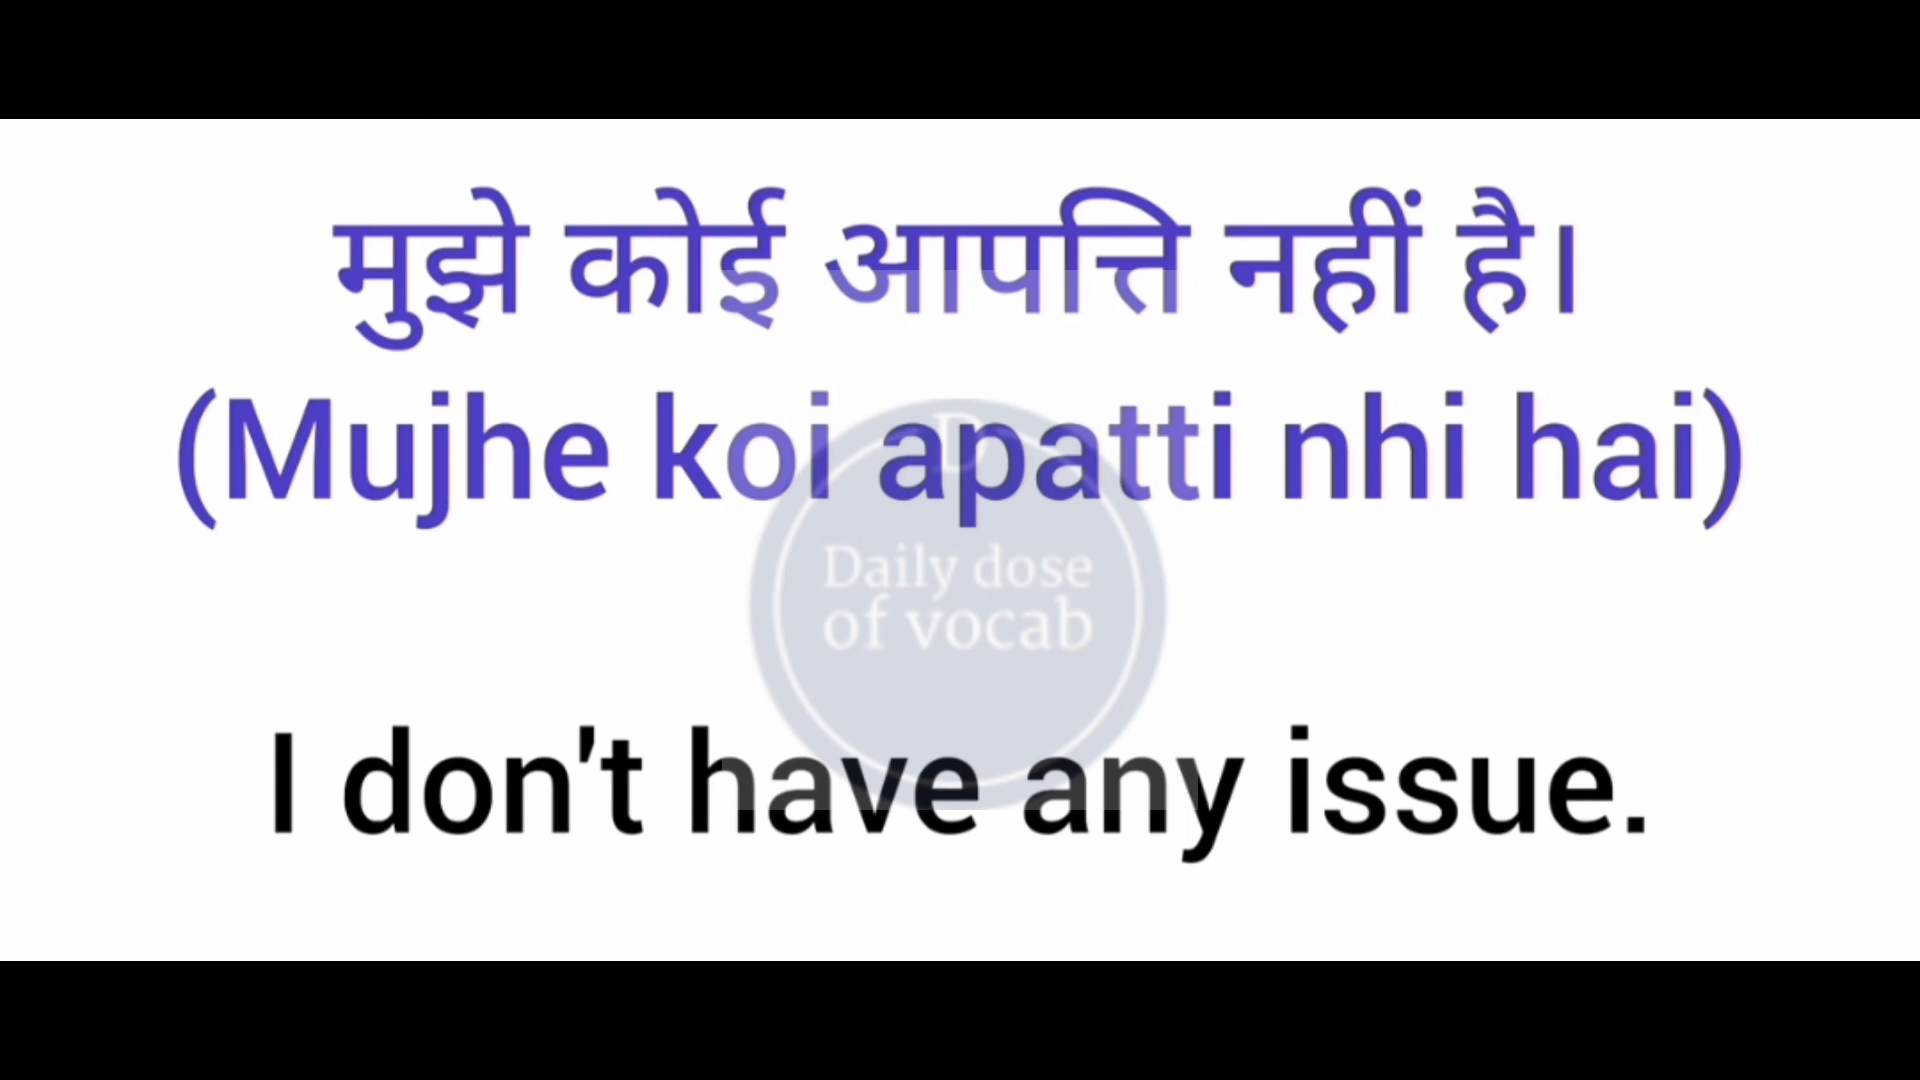 मुझे कोई आपत्ति नहीं है।
(Mujhe koi apatti nhi hai)
D
Daily dose
of vocab
I don't have any issue.